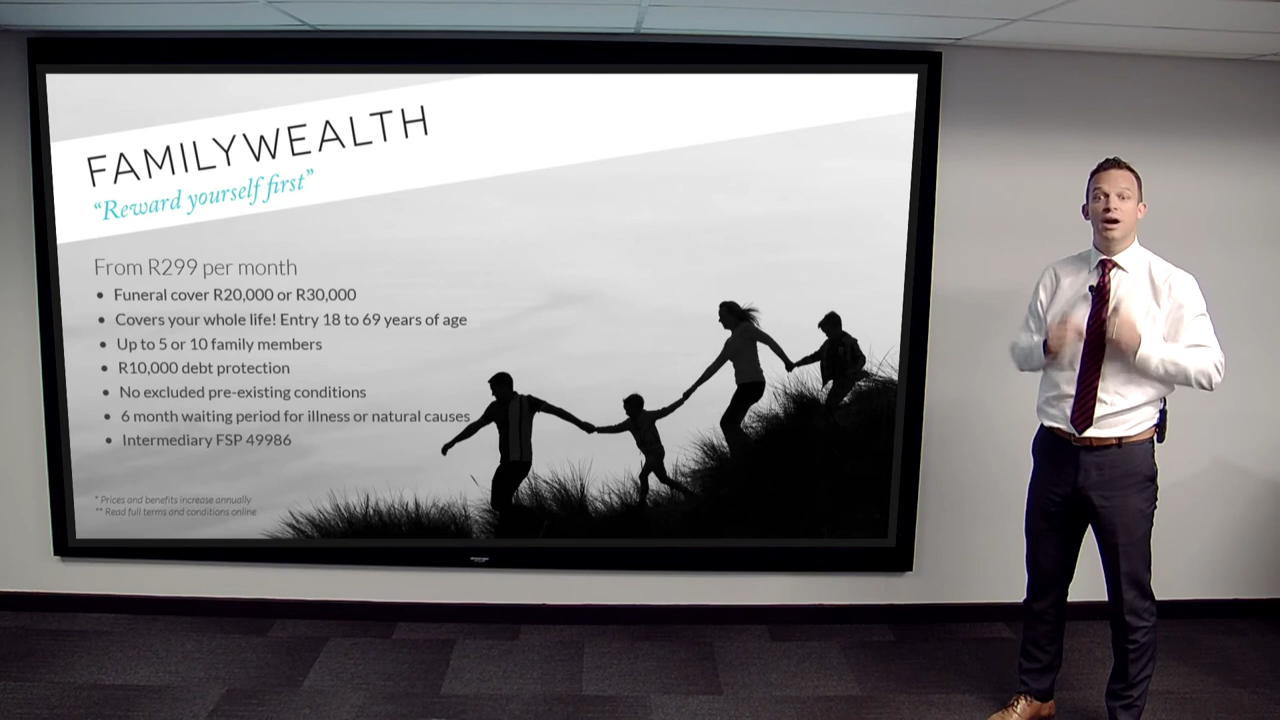 FAMILYWEALTH
“Reward yourself first”
From R299 per month
• Funeral cover R20,000 or R30,000
• Covers your whole life! Entry 18 to 69 years of age
• Up to 5 or 10 family members
• R10,000 debt protection
• No excluded pre-existing conditions
• 6 month waiting period for illness or natural causes
• Intermediary FSP 49986
* Prices and benefits increase annually
** Read full terms and conditions online